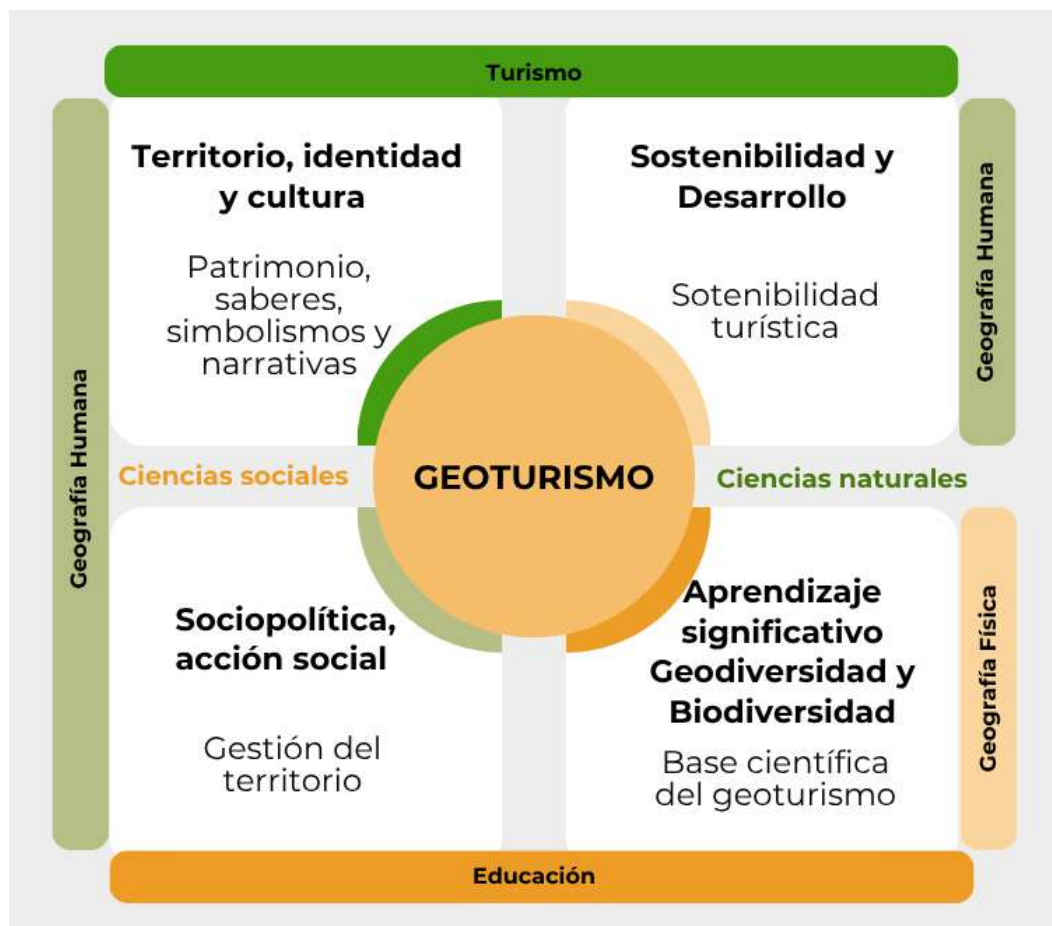 Turismo
Territorio, identidad
y cultura
Patrimonio,
saberes,
simbolismos y
narrativas
Sostenibilidad y
Desarrollo
Sotenibilidad
turística
Geografía Humana
Geografía Humana
Ciencias sociales
GEOTURISMO
Ciencias naturales
Sociopolítica,
acción social
Gestión del
territorio
Aprendizaje
significativo
Geodiversidad y
Biodiversidad
Base científica
del geoturismo
Geografía Física
Educación